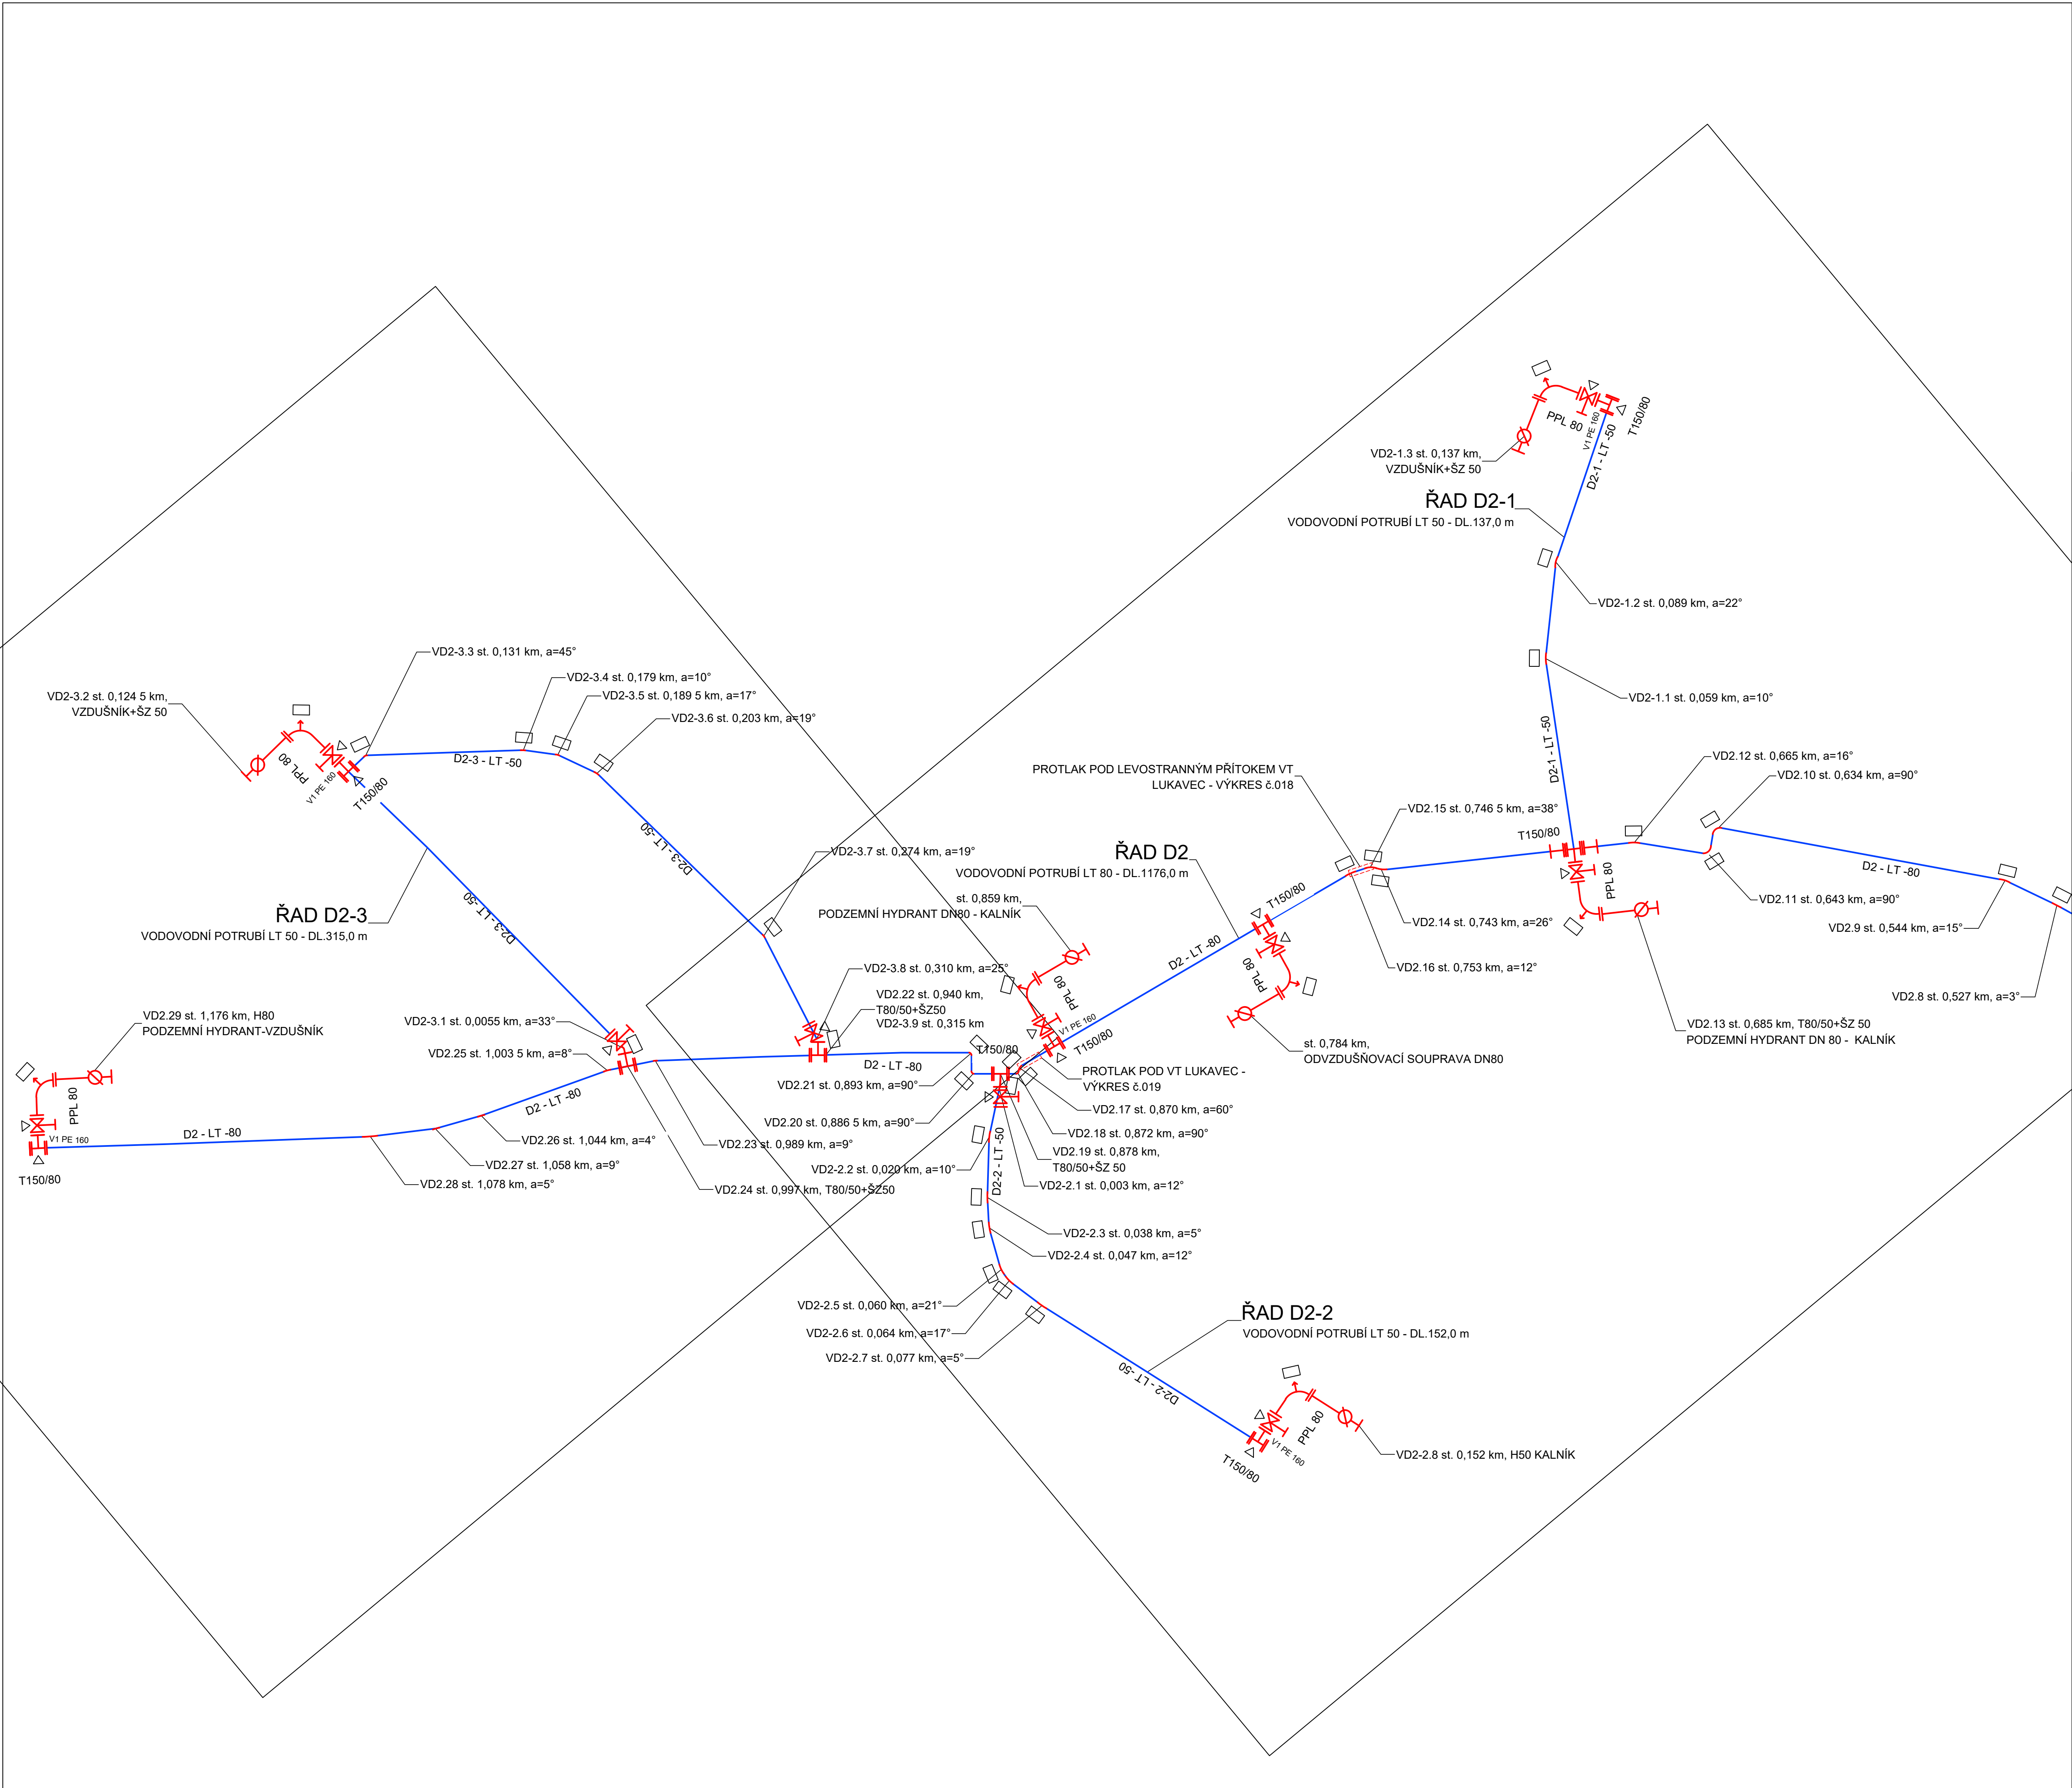 PPL 80
V1 PE 160
T150/80
D2-1 - LT -50
VD2-1.3 st. 0,137 km,
VZDUŠNÍK+ŠZ 50
ŘAD D2-1
VODOVODNÍ POTRUBÍ LT 50 - DL.137,0 m
VD2-1.2 st. 0,089 km, a=22°
VD2-1.1 st. 0,059 km, a=10°
D2-1 - LT -50
VD2-3.3 st. 0,131 km, a=45°
VD2-3.4 st. 0,179 km, a=10°
VD2-3.5 st. 0,189 5 km, a=17°
VD2-3.6 st. 0,203 km, a=19°
VD2-3.2 st. 0,124 5 km,
VZDUŠNÍK+ŠZ 50
PPL 80
V1 PE 160
T150/80
D2-3 - LT -50
PROTLAK POD LEVOSTRANNÝM PŘÍTOKEM VT
LUKAVEC - VÝKRES č.018
VD2.12 st. 0,665 km, a=16°
VD2.10 st. 0,634 km, a=90°
VD2.15 st. 0,746 5 km, a=38°
T150/80
D2-3 - LT -50
VD2-3.7 st. 0,274 km, a=19°
ŘAD D2
VODOVODNÍ POTRUBÍ LT 80 - DL.1176,0 m
D2 - LT -80
PPL 80
VD2.11 st. 0,643 km, a=90°
VD2.9 st. 0,544 km, a=15°
st. 0,859 km,
PODZEMNÍ HYDRANT DN80 - KALNÍK
T150/80
VD2.14 st. 0,743 km, a=26°
ŘAD D2-3
VODOVODNÍ POTRUBÍ LT 50 - DL.315,0 m
D2-3 - LT -50
D2 - LT -80
VD2.16 st. 0,753 km, a=12°
VD2-3.8 st. 0,310 km, a=25°
PPL 80
PPL 80
VD2.22 st. 0,940 km,
T80/50+ŠZ50
VD2-3.9 st. 0,315 km
VD2.8 st. 0,527 km, a=3°
VD2.29 st. 1,176 km, H80
PODZEMNÍ HYDRANT-VZDUŠNÍK
VD2-3.1 st. 0,0055 km, a=33°
V1 PE 160
T150/80
VD2.13 st. 0,685 km, T80/50+ŠZ 50
PODZEMNÍ HYDRANT DN 80 - KALNÍK
st. 0,784 km,
ODVZDUŠŇOVACÍ SOUPRAVA DN80
VD2.25 st. 1,003 5 km, a=8°
T150/80
D2 - LT -80
PROTLAK POD VT LUKAVEC -
VÝKRES č.019
VD2.21 st. 0,893 km, a=90°
PPL 80
D2 - LT -80
VD2.17 st. 0,870 km, a=60°
VD2.20 st. 0,886 5 km, a=90°
V1 PE 160
D2 - LT -80
VD2.26 st. 1,044 km, a=4°
VD2.23 st. 0,989 km, a=9°
VD2.18 st. 0,872 km, a=90°
VD2.19 st. 0,878 km,
T80/50+ŠZ 50
VD2.27 st. 1,058 km, a=9°
VD2-2.2 st. 0,020 km, a=10°
D2-2 - LT -50
T150/80
VD2.28 st. 1,078 km, a=5°
VD2.24 st. 0,997 km, T80/50+ŠZ50
VD2-2.1 st. 0,003 km, a=12°
VD2-2.3 st. 0,038 km, a=5°
VD2-2.4 st. 0,047 km, a=12°
VD2-2.5 st. 0,060 km, a=21°
ŘAD D2-2
VODOVODNÍ POTRUBÍ LT 50 - DL.152,0 m
VD2-2.6 st. 0,064 km, a=17°
VD2-2.7 st. 0,077 km, a=5°
D2-2 - LT -50
PPL 80
V1 PE 160
T150/80
VD2-2.8 st. 0,152 km, H50 KALNÍK